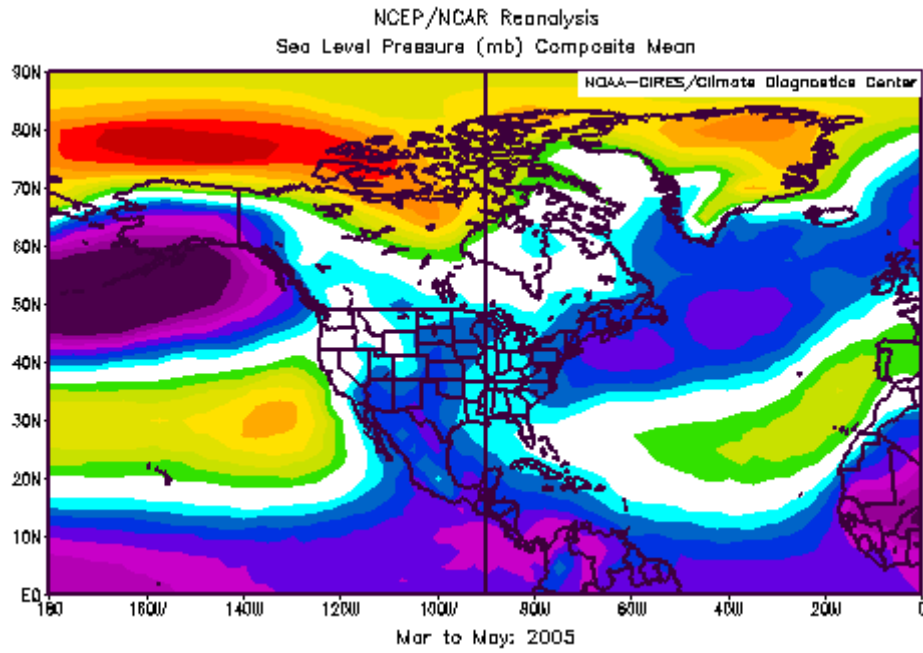 NCEP/NCAR Reanalysis
Sea Level Pressure (mb) Composite Mean
NOAA-CIRES/Climate Diagnostics Center
90N
80N
70N
60N
50N
40N
30N
20N
10N
EQ
180 160W 140W 120W 100W 80W 60W 40W 20W 0
Mar to May: 2005